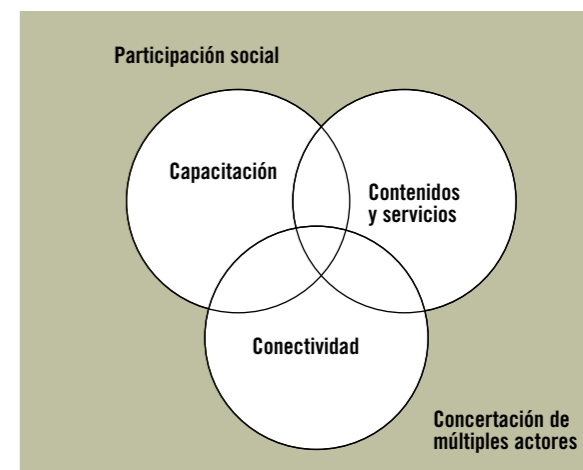 Participación social
Capacitación
Contenidos
y servicios
Conectividad
Concertación de
múltiples actores